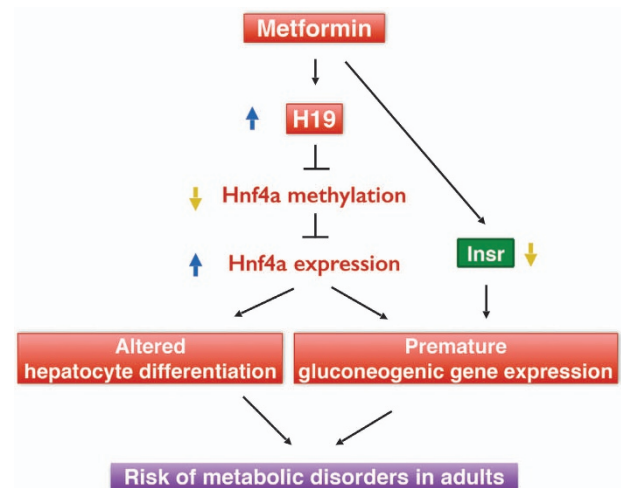 Metformin
H19
Hnf4a methylation
Hnf4a expression
Insr
Altered
hepatocyte differentiation
Premature
gluconeogenic gene expression
Risk of metabolic disorders in adults